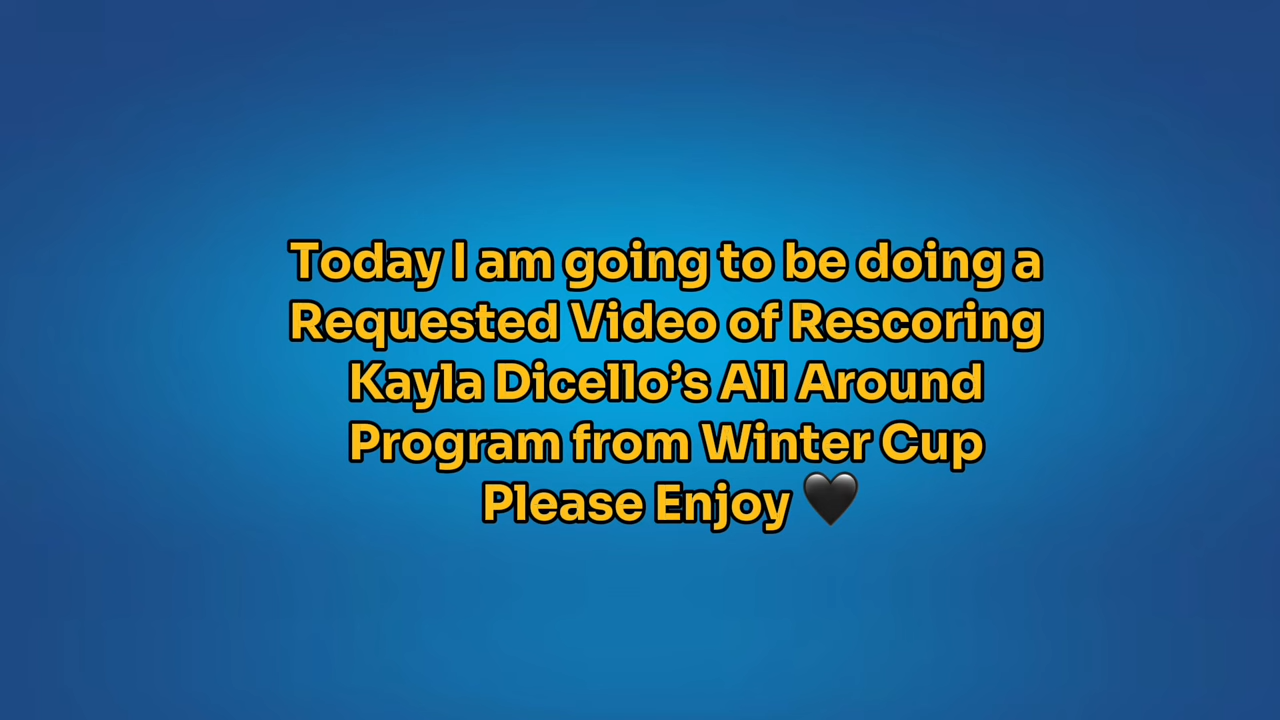 Today I am going to be doing a
Requested Video of Rescoring
Kayla Dicello’s All Around
Program from Winter Cup
Please Enjoy 🖤